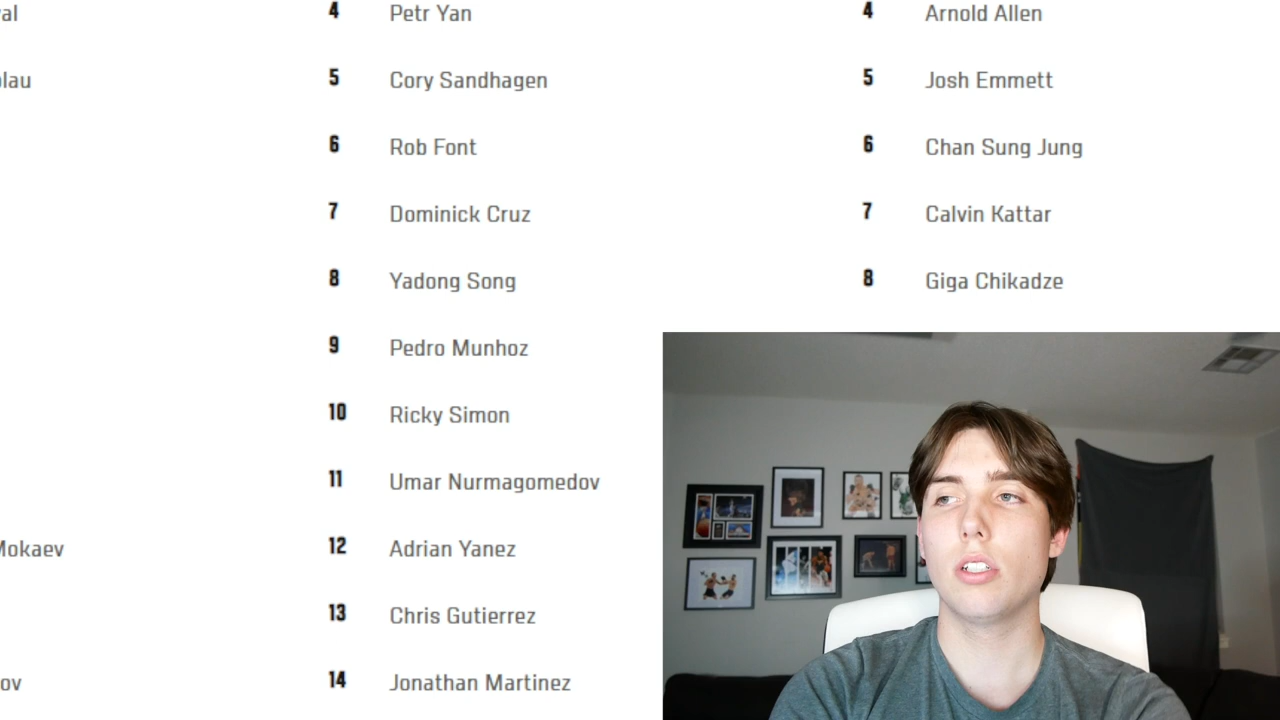 al
lau
Mokaev
ov
4 Petr Yan
5 Cory Sandhagen
6 Rob Font
7 Dominick Cruz
8 Yadong Song
9 Pedro Munhoz
10 Ricky Simon
11 Umar Nurmagomedov
12 Adrian Yanez
13 Chris Gutierrez
14 Jonathan Martinez
4 Arnold Allen
5 Josh Emmett
6 Chan Sung Jung
7 Calvin Kattar
8 Giga Chikadze